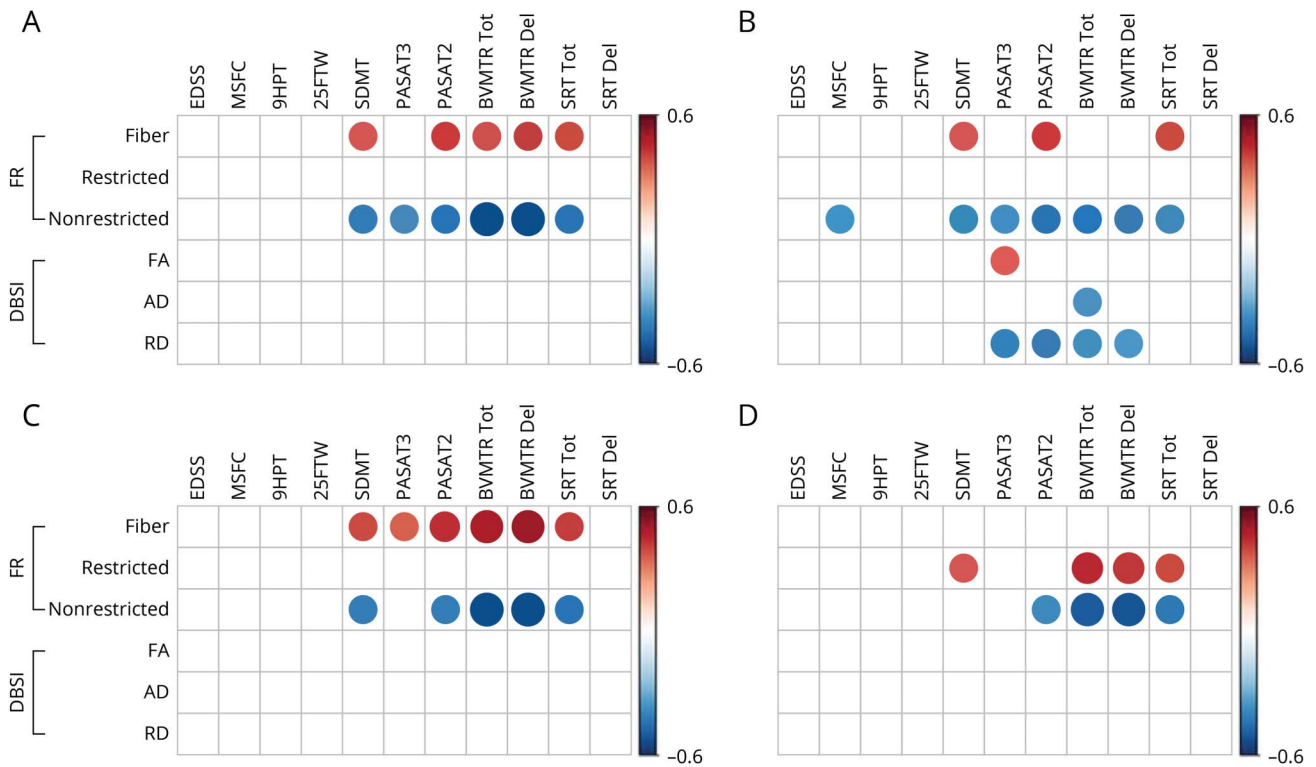 A
EDSS
MSFC
9HPT
25FTW
SDMT
PASAT3
PASAT2
BVMTR Tot
BVMTR Del
SRT Tot
SRT Del
FR
Fiber
Restricted
Nonrestricted
DBSI
FA
AD
RD
0.6
−0.6
B
EDSS
MSFC
9HPT
25FTW
SDMT
PASAT3
PASAT2
BVMTR Tot
BVMTR Del
SRT Tot
SRT Del
0.6
−0.6
C
EDSS
MSFC
9HPT
25FTW
SDMT
PASAT3
PASAT2
BVMTR Tot
BVMTR Del
SRT Tot
SRT Del
FR
Fiber
Restricted
Nonrestricted
DBSI
FA
AD
RD
0.6
−0.6
D
EDSS
MSFC
9HPT
25FTW
SDMT
PASAT3
PASAT2
BVMTR Tot
BVMTR Del
SRT Tot
SRT Del
0.6
−0.6